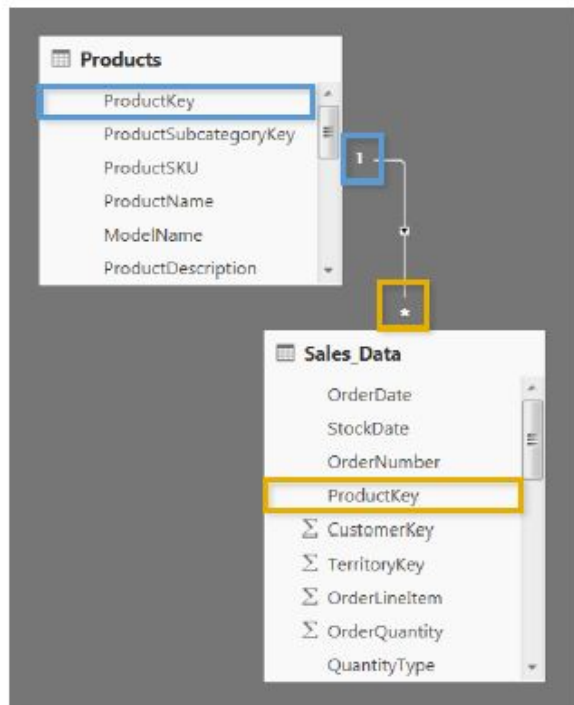 Products
ProductKey
ProductSubcategoryKey
ProductSKU
ProductName
ModelName
ProductDescription
1
*
Sales_Data
OrderDate
StockDate
OrderNumber
ProductKey
Σ CustomerKey
Σ TerritoryKey
Σ OrderLineItem
Σ OrderQuantity
QuantityType